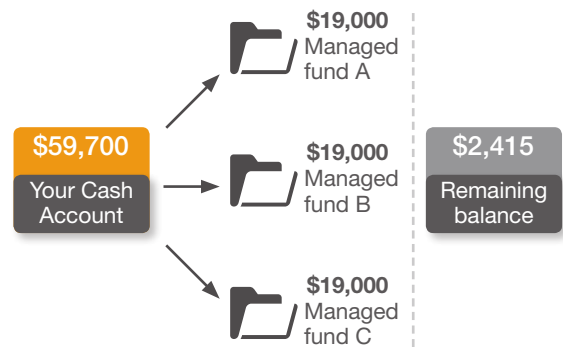 $19,000
Managed
fund A
$59,700
Your Cash
Account
$19,000
Managed
fund B
$2,415
Remaining
balance
$19,000
Managed
fund C